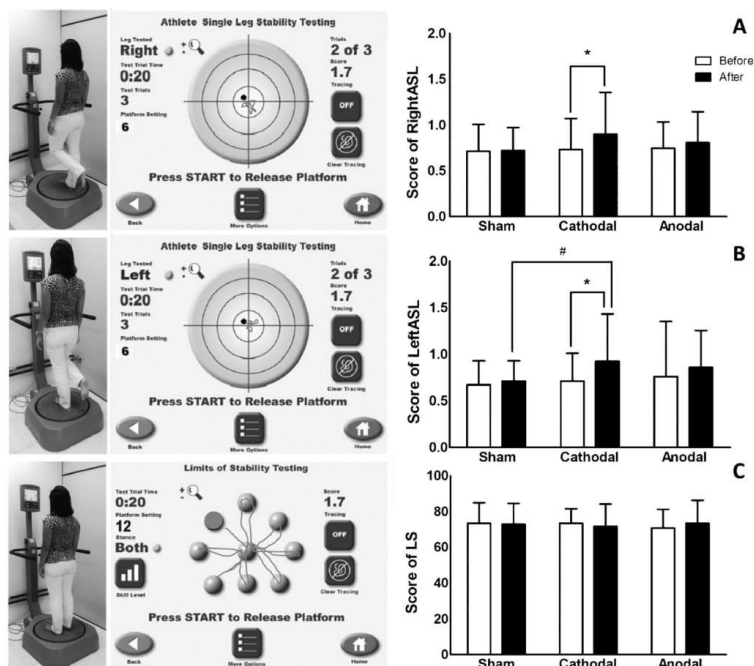 Athlete Single Leg Stability Testing
Leg Tested
Right
Test Trial Time
0:20
Test Trials
3
Platform Setting
6
+
-
Trials
2 of 3
Score
1.7
Tracing
OFF
Clear Tracing
Press START to Release Platform
Back
More Options
Home
A
Score of RightASL
2.0
1.5
1.0
0.5
0.0
*
Before
After
Sham Cathodal Anodal
Athlete Single Leg Stability Testing
Leg Tested
Left
Test Trial Time
0:20
Test Trials
3
Platform Setting
6
+
-
Trials
2 of 3
Score
1.7
Tracing
OFF
Clear Tracing
Press START to Release Platform
Back
More Options
Home
B
Score of LeftASL
2.0
1.5
1.0
0.5
0.0
#
*
Sham Cathodal Anodal
Limits of Stability Testing
Test Trial Time
0:20
Platform Setting
12
Stance
Both
Skill Level
+
-
Score
1.7
Tracing
OFF
Clear Tracing
Press START to Release Platform
Back
More Options
Home
C
Score of LS
100
80
60
40
20
0
Sham Cathodal Anodal